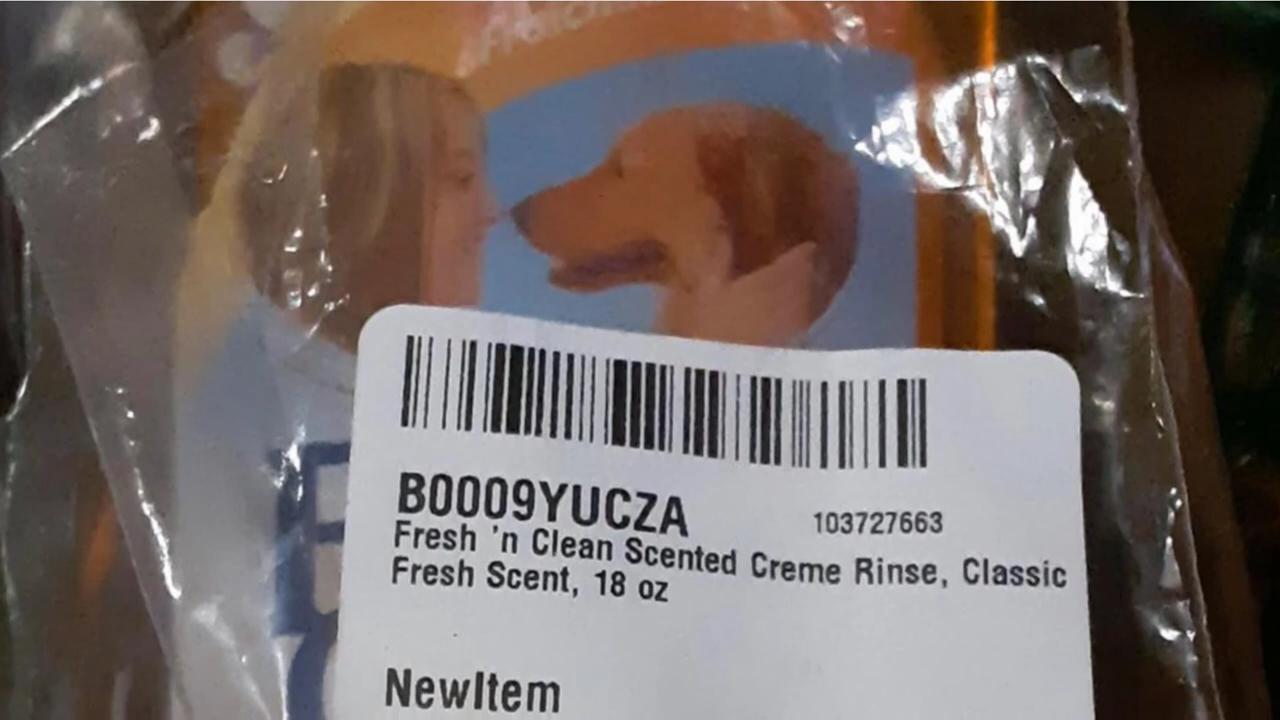 B0009YUCZA
103727663
Fresh 'n Clean Scented Creme Rinse, Classic
Fresh Scent, 18 oz
NewItem